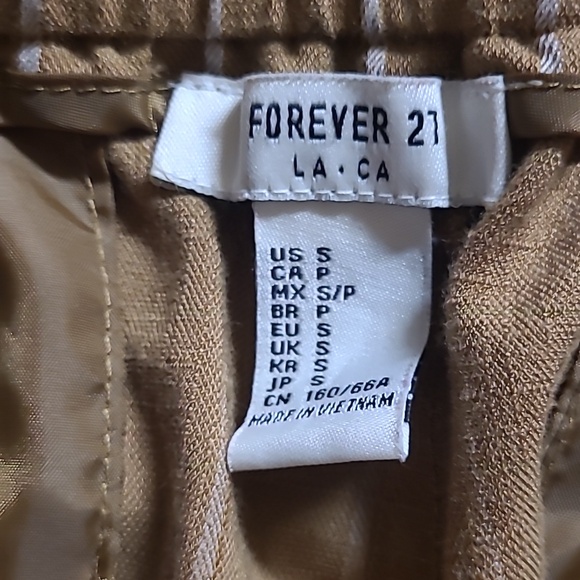 FOREVER 21
LA · CA
US S
CA P
MX S/P
BR P
EU S
UK S
KR S
JP S
CN 160/66A
MADE IN VIETNAM